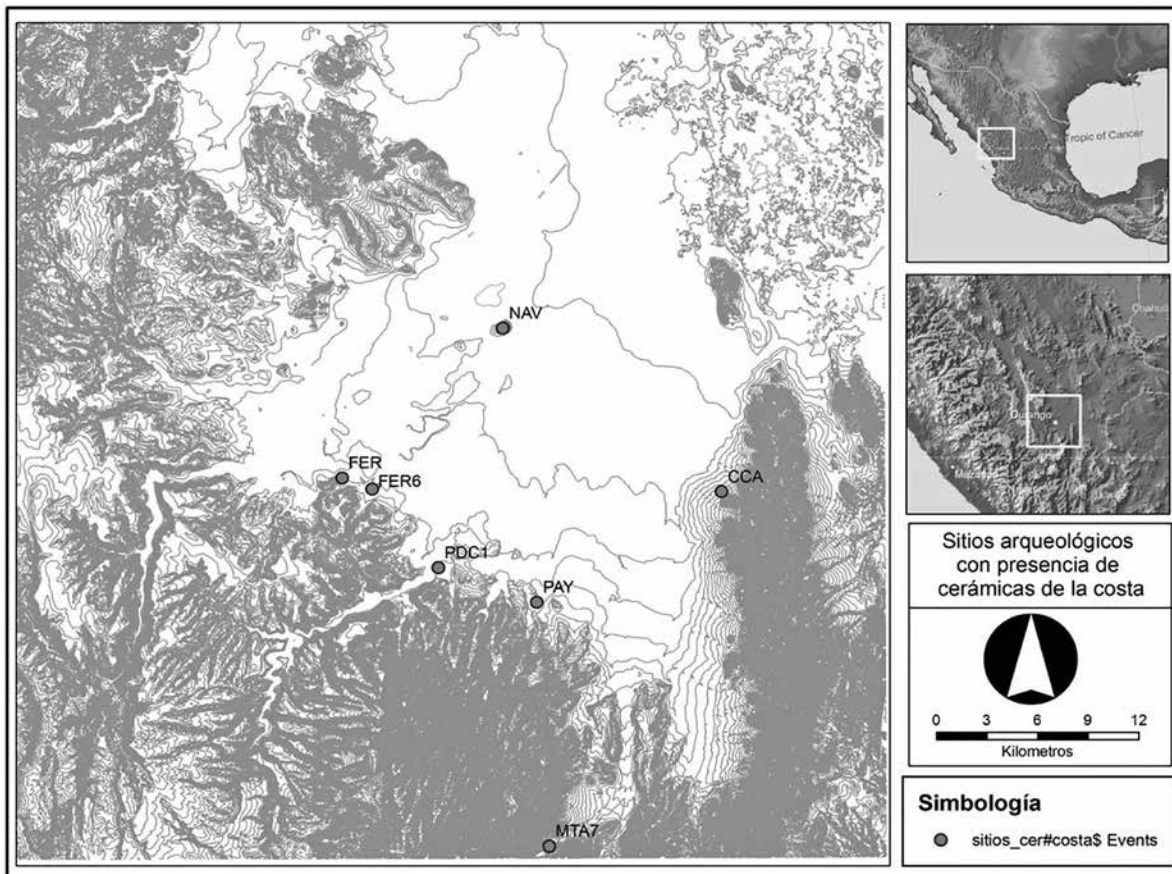 NAV
FER
FER6
CCA
PDC1
PAY
MTA7
Tropic of Cancer
Coahuila
Durango
Sitios arqueológicos
con presencia de
cerámicas de la costa
0 3 6 9 12
Kilometros
Simbología
sitios_cer#costa$ Events